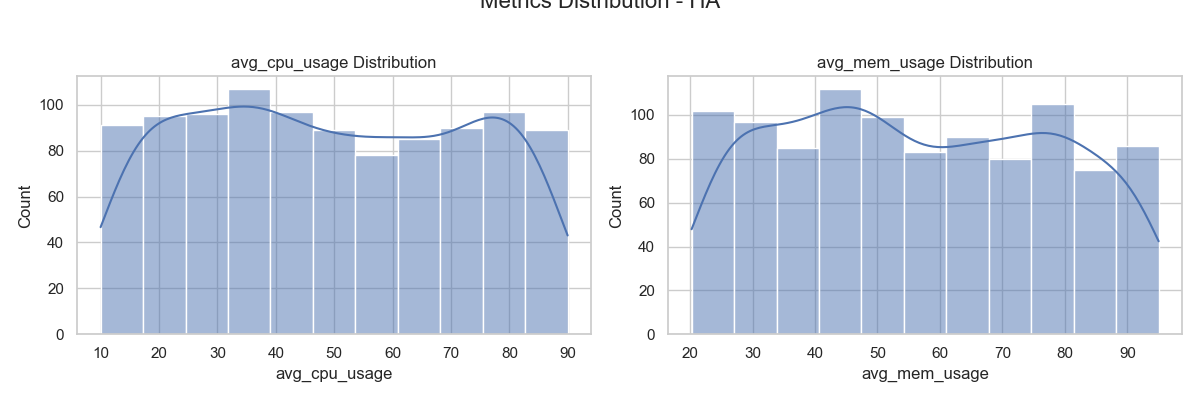 Metrics Distribution - HA
avg_cpu_usage Distribution
avg_mem_usage Distribution
Count
100
80
60
40
20
0
10 20 30 40 50 60 70 80 90
avg_cpu_usage
Count
100
80
60
40
20
0
20 30 40 50 60 70 80 90
avg_mem_usage